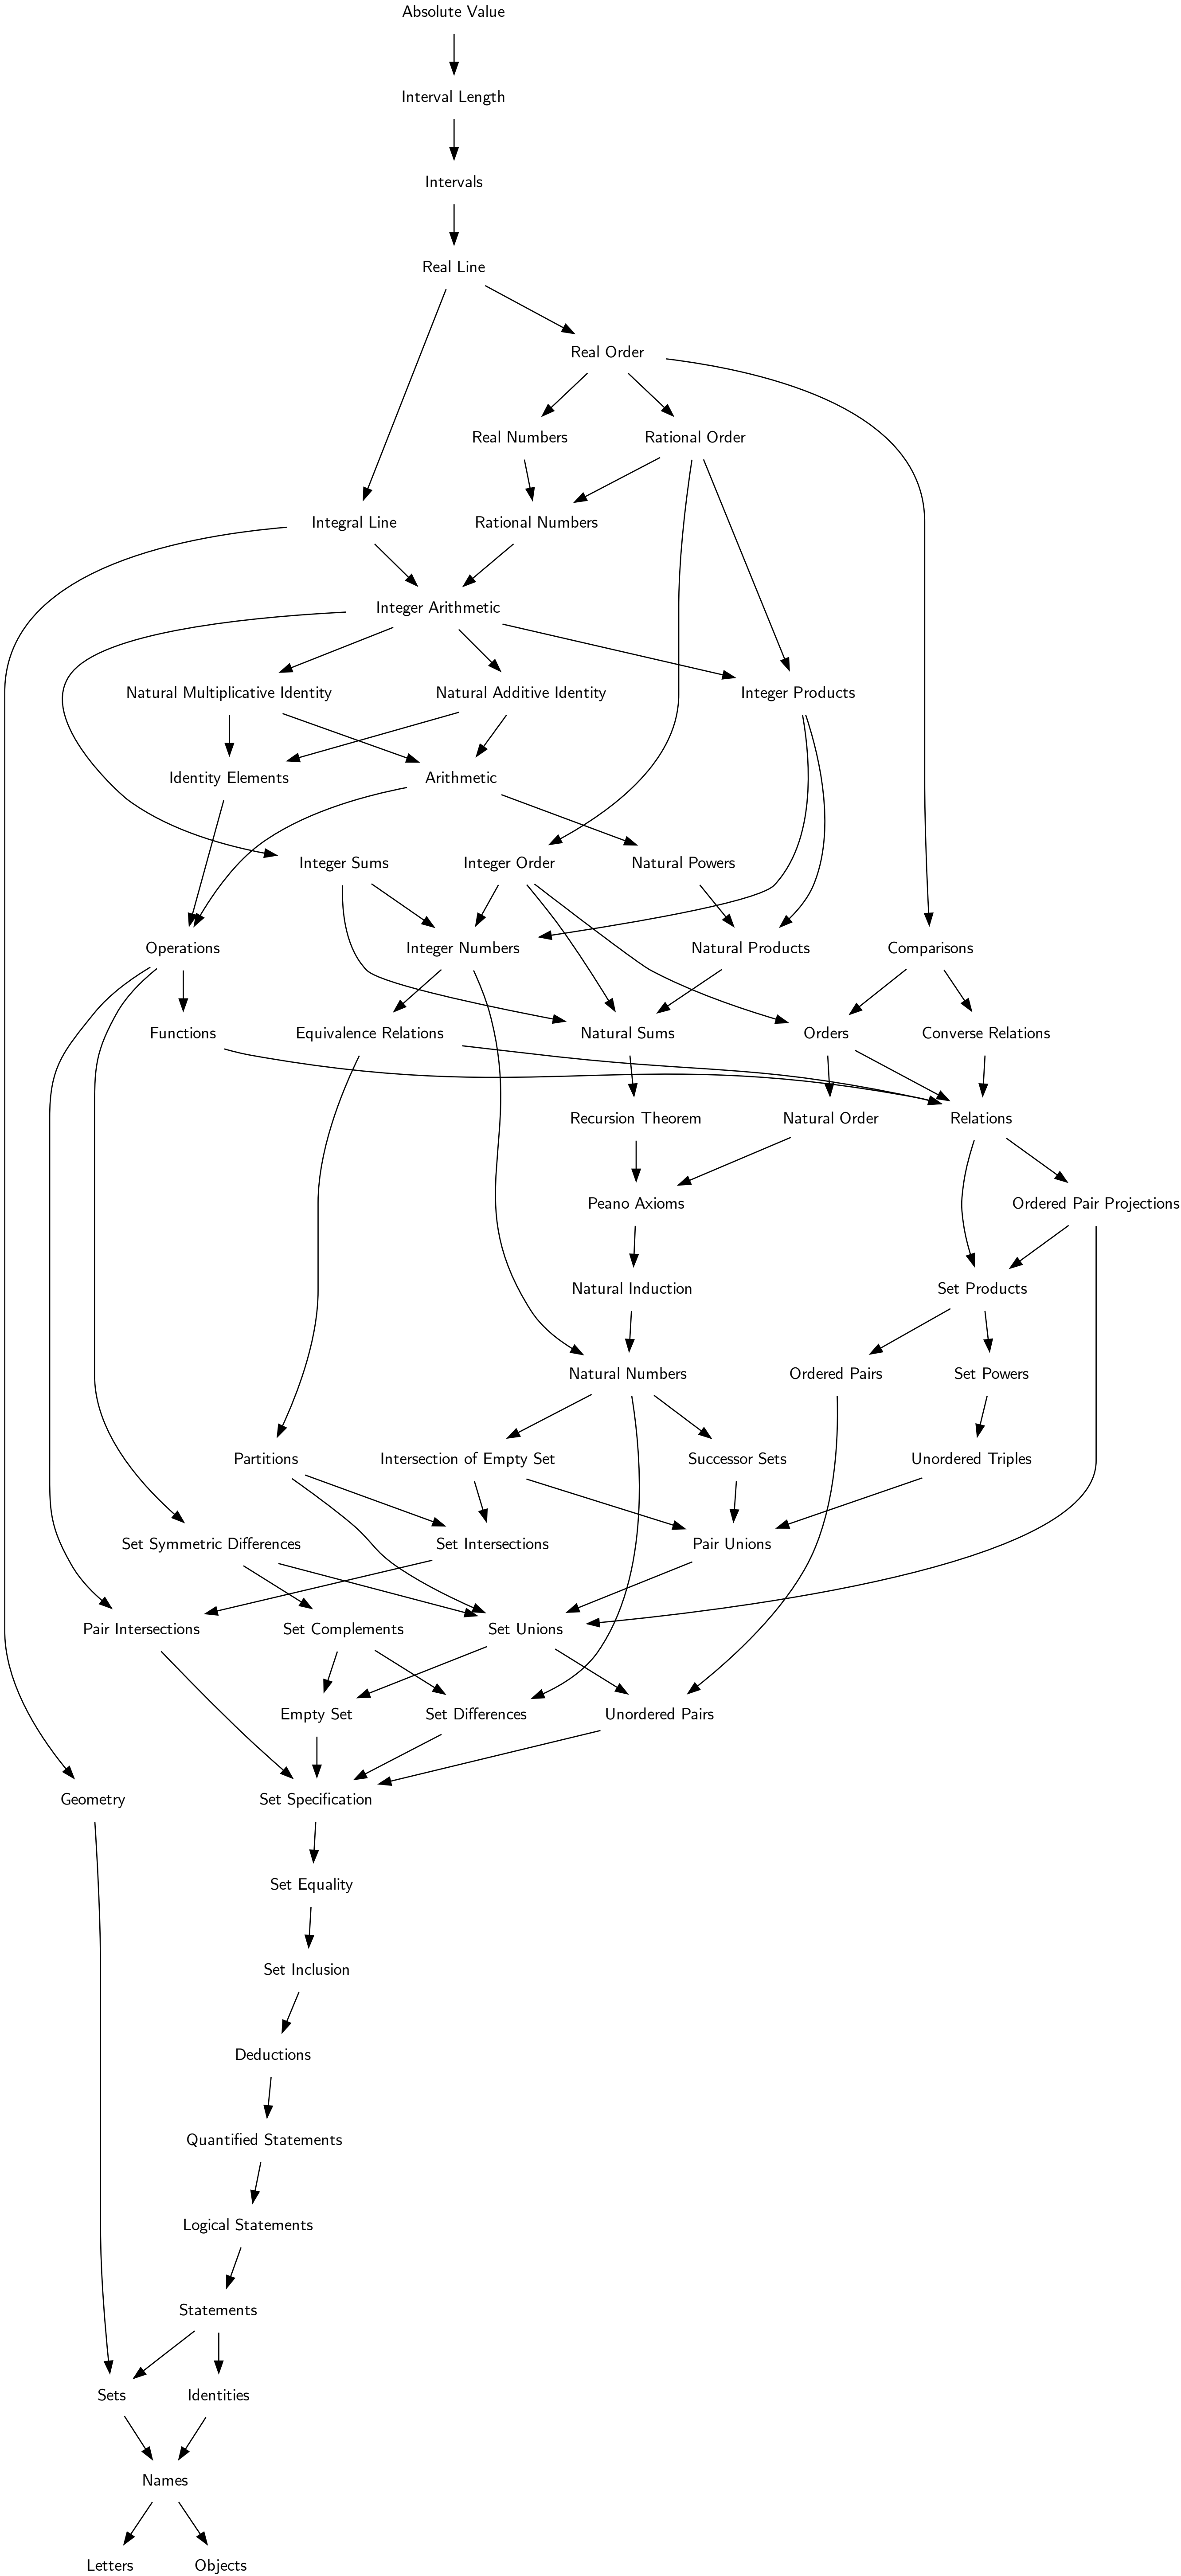 Absolute Value
Interval Length
Intervals
Real Line
Real Order
Real Numbers
Rational Order
Integral Line
Rational Numbers
Integer Arithmetic
Natural Multiplicative Identity
Natural Additive Identity
Integer Products
Identity Elements
Arithmetic
Integer Sums
Integer Order
Natural Powers
Operations
Integer Numbers
Natural Products
Comparisons
Functions
Equivalence Relations
Natural Sums
Orders
Converse Relations
Recursion Theorem
Natural Order
Relations
Peano Axioms
Ordered Pair Projections
Natural Induction
Set Products
Natural Numbers
Ordered Pairs
Set Powers
Partitions
Intersection of Empty Set
Successor Sets
Unordered Triples
Set Symmetric Differences
Set Intersections
Pair Unions
Pair Intersections
Set Complements
Set Unions
Empty Set
Set Differences
Unordered Pairs
Geometry
Set Specification
Set Equality
Set Inclusion
Deductions
Quantified Statements
Logical Statements
Statements
Sets
Identities
Names
Letters
Objects